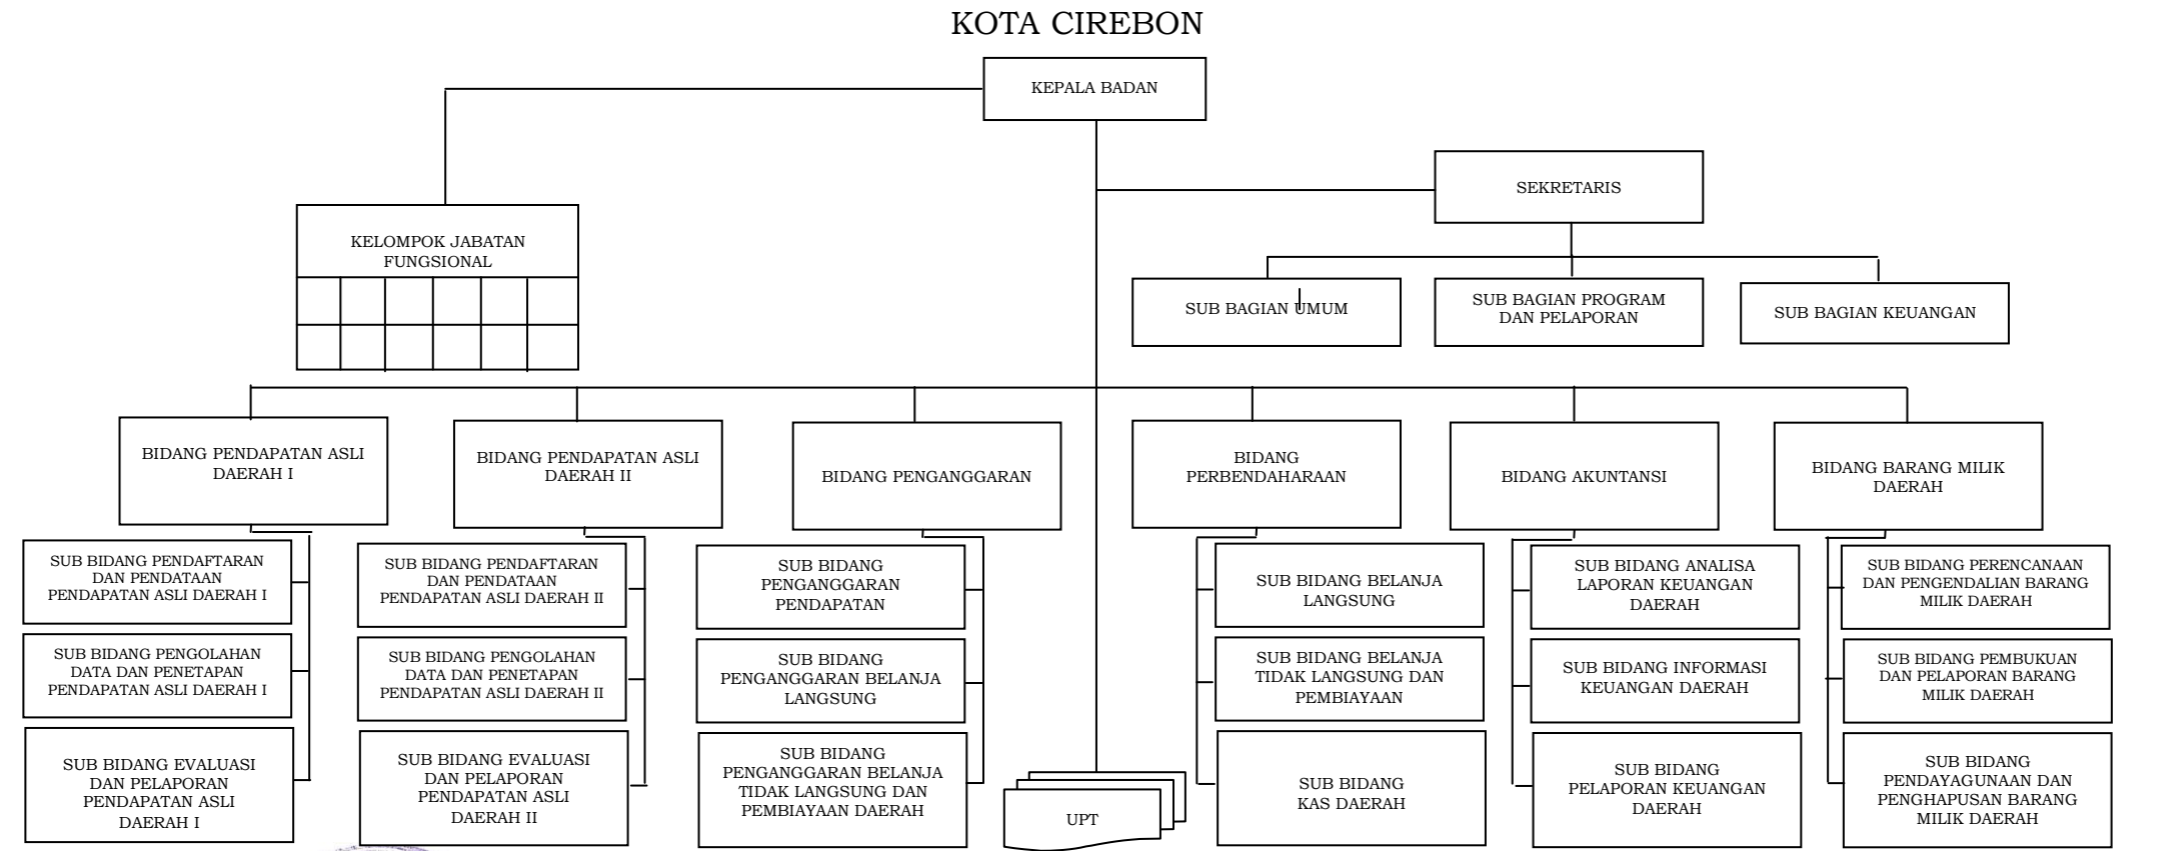 KOTA CIREBON
KEPALA BADAN
SEKRETARIS
KELOMPOK JABATAN
FUNGSIONAL
SUB BAGIAN UMUM
SUB BAGIAN PROGRAM
DAN PELAPORAN
SUB BAGIAN KEUANGAN
BIDANG PENDAPATAN ASLI
DAERAH I
BIDANG PENDAPATAN ASLI
DAERAH II
BIDANG PENGANGGARAN
BIDANG
PERBENDAHARAAN
BIDANG AKUNTANSI
BIDANG BARANG MILIK
DAERAH
SUB BIDANG PENDAFTARAN
DAN PENDATAAN
PENDAPATAN ASLI DAERAH I
SUB BIDANG PENGOLAHAN
DATA DAN PENETAPAN
PENDAPATAN ASLI DAERAH I
SUB BIDANG EVALUASI
DAN PELAPORAN
PENDAPATAN ASLI
DAERAH I
SUB BIDANG PENDAFTARAN
DAN PENDATAAN
PENDAPATAN ASLI DAERAH II
SUB BIDANG PENGOLAHAN
DATA DAN PENETAPAN
PENDAPATAN ASLI DAERAH II
SUB BIDANG EVALUASI
DAN PELAPORAN
PENDAPATAN ASLI
DAERAH II
SUB BIDANG
PENGANGGARAN
PENDAPATAN
SUB BIDANG
PENGANGGARAN BELANJA
LANGSUNG
SUB BIDANG
PENGANGGARAN BELANJA
TIDAK LANGSUNG DAN
PEMBIAYAAN DAERAH
UPT
SUB BIDANG BELANJA
LANGSUNG
SUB BIDANG BELANJA
TIDAK LANGSUNG DAN
PEMBIAYAAN
SUB BIDANG
KAS DAERAH
SUB BIDANG ANALISA
LAPORAN KEUANGAN
DAERAH
SUB BIDANG INFORMASI
KEUANGAN DAERAH
SUB BIDANG
PELAPORAN KEUANGAN
DAERAH
SUB BIDANG PERENCANAAN
DAN PENGENDALIAN BARANG
MILIK DAERAH
SUB BIDANG PEMBUKUAN
DAN PELAPORAN BARANG
MILIK DAERAH
SUB BIDANG
PENDAYAGUNAAN DAN
PENGHAPUSAN BARANG
MILIK DAERAH